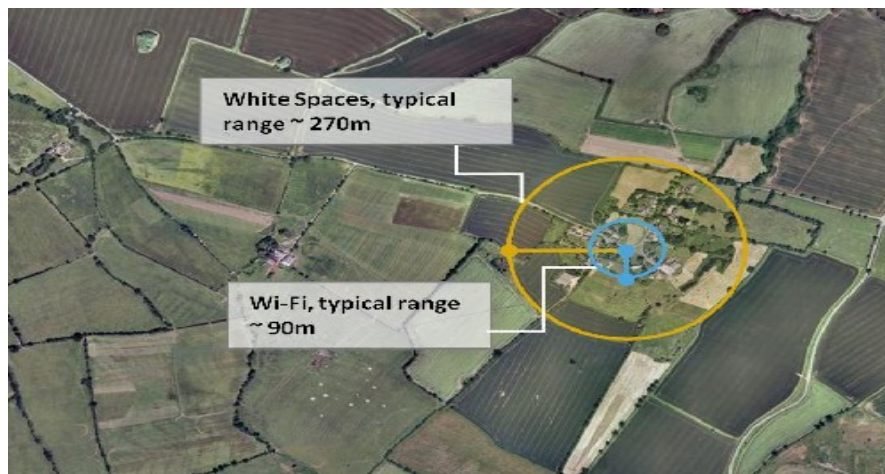 White Spaces, typical
range ~ 270m
Wi-Fi, typical range
~ 90m